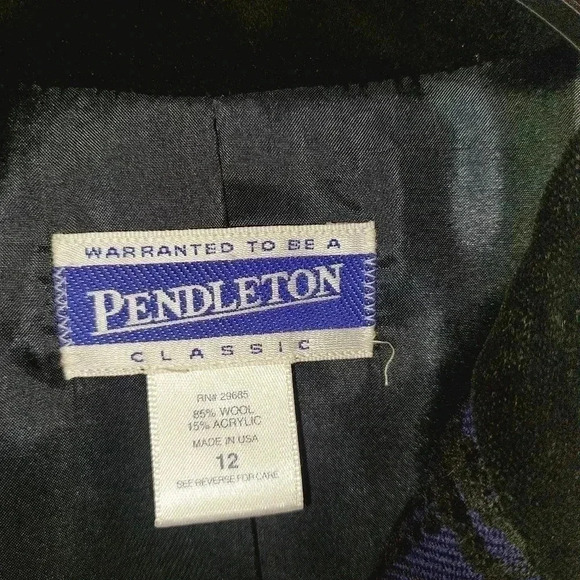 WARRANTED TO BE A
PENDLETON
CLASSIC
RN# 29685
85% WOOL
15% ACRYLIC
MADE IN USA
12
SEE REVERSE FOR CARE